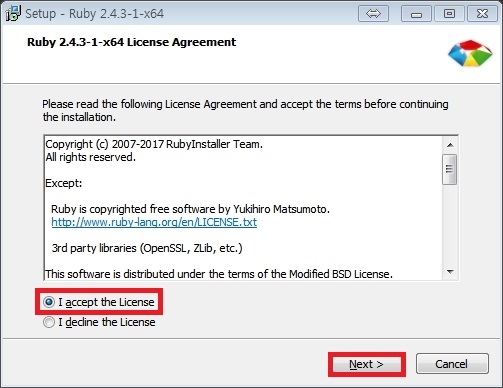 Setup - Ruby 2.4.3-1-x64
Ruby 2.4.3-1-x64 License Agreement
Please read the following License Agreement and accept the terms before continuing
the installation.
Copyright (c) 2007-2017 RubyInstaller Team.
All rights reserved.
Except:
Ruby is copyrighted free software by Yukihiro Matsumoto.
http://www.ruby-lang.org/en/LICENSE.txt
3rd party libraries (OpenSSL, ZLib, etc.)
This software is distributed under the terms of the Modified BSD License.
I accept the License
I decline the License
Next >
Cancel